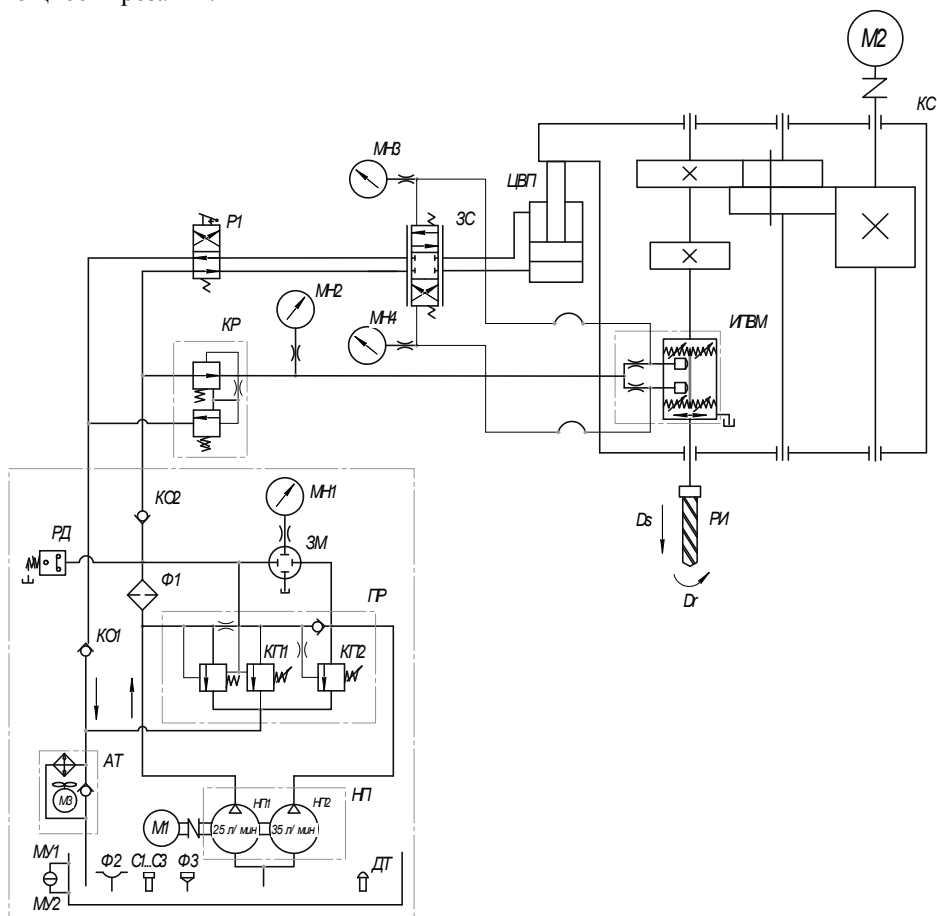 М2
КС
МН3
ЦВП
ЗС
Р1
МН2
МН4
КР
ИПВМ
КО2
МН1
РД
ЗМ
Ds
РИ
Ф1
Dr
ПР
КО1
КП1
КП2
АТ
М3
НП
НП1
НП2
М1
25 л/ мин
35 л/ мин
МУ1
Ф2
С1...С3
Ф3
ДТ
МУ2